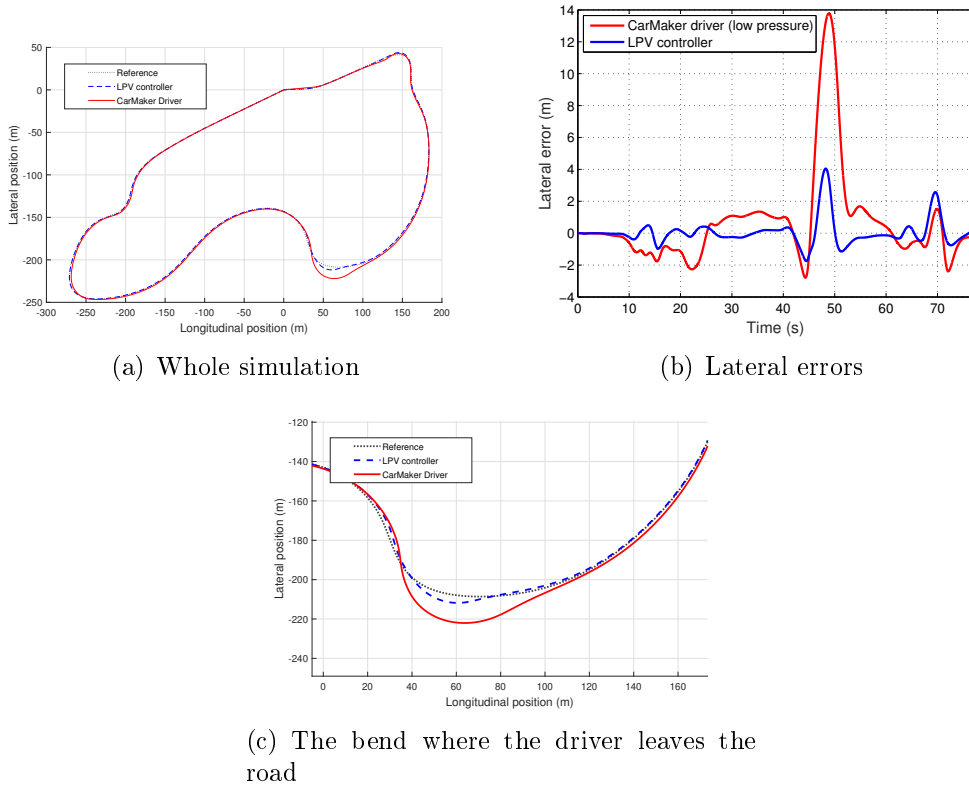 50
0
-50
-100
-150
-200
-250
-300 -250 -200 -150 -100 -50 0 50 100 150 200
Lateral position (m)
Longitudinal position (m)
Reference
LPV controller
CarMaker Driver
(a) Whole simulation
14
12
10
8
6
4
2
0
-2
-4
0 10 20 30 40 50 60 70
Lateral error (m)
Time (s)
CarMaker driver (low pressure)
LPV controller
(b) Lateral errors
-120
-140
-160
-180
-200
-220
-240
0 20 40 60 80 100 120 140 160
Lateral position (m)
Longitudinal position (m)
Reference
LPV controller
CarMaker Driver
(c) The bend where the driver leaves the
road